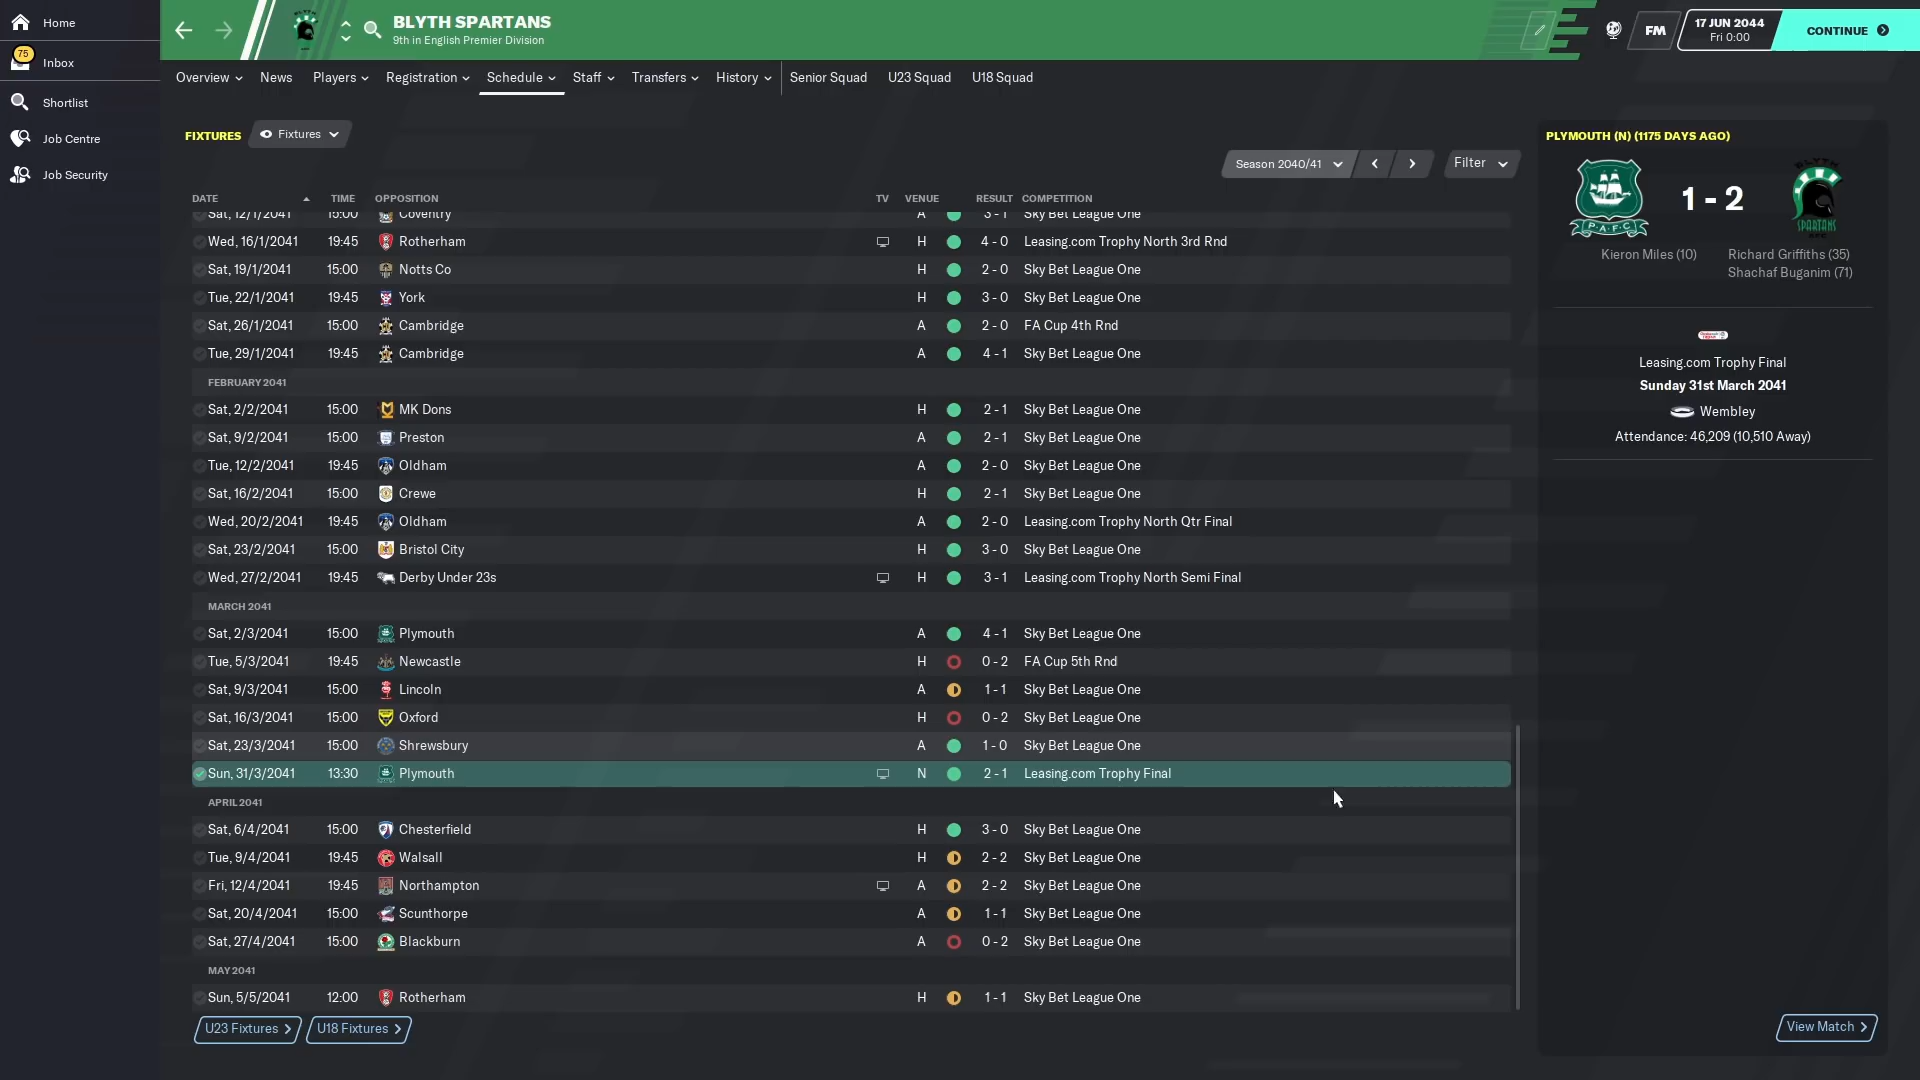 Home
75
Inbox
Shortlist
Job Centre
Job Security
BLYTH SPARTANS
9th in English Premier Division
FM
17 JUN 2044
Fri 0:00
CONTINUE
Overview News Players Registration Schedule Staff Transfers History Senior Squad U23 Squad U18 Squad
FIXTURES Fixtures
Season 2040/41 Filter
DATE TIME OPPOSITION TV VENUE RESULT COMPETITION
Sat, 12/1/2041 15:00 Coventry A 3 - 1 Sky Bet League One
Wed, 16/1/2041 19:45 Rotherham H 4 - 0 Leasing.com Trophy North 3rd Rnd
Sat, 19/1/2041 15:00 Notts Co H 2 - 0 Sky Bet League One
Tue, 22/1/2041 19:45 York H 3 - 0 Sky Bet League One
Sat, 26/1/2041 15:00 Cambridge A 2 - 0 FA Cup 4th Rnd
Tue, 29/1/2041 19:45 Cambridge A 4 - 1 Sky Bet League One
FEBRUARY 2041
Sat, 2/2/2041 15:00 MK Dons H 2 - 1 Sky Bet League One
Sat, 9/2/2041 15:00 Preston A 2 - 1 Sky Bet League One
Tue, 12/2/2041 19:45 Oldham A 2 - 0 Sky Bet League One
Sat, 16/2/2041 15:00 Crewe H 2 - 1 Sky Bet League One
Wed, 20/2/2041 19:45 Oldham A 2 - 0 Leasing.com Trophy North Qtr Final
Sat, 23/2/2041 15:00 Bristol City H 3 - 0 Sky Bet League One
Wed, 27/2/2041 19:45 Derby Under 23s H 3 - 1 Leasing.com Trophy North Semi Final
MARCH 2041
Sat, 2/3/2041 15:00 Plymouth A 4 - 1 Sky Bet League One
Tue, 5/3/2041 19:45 Newcastle H 0 - 2 FA Cup 5th Rnd
Sat, 9/3/2041 15:00 Lincoln A 1 - 1 Sky Bet League One
Sat, 16/3/2041 15:00 Oxford H 0 - 2 Sky Bet League One
Sat, 23/3/2041 15:00 Shrewsbury A 1 - 0 Sky Bet League One
Sun, 31/3/2041 13:30 Plymouth N 2 - 1 Leasing.com Trophy Final
APRIL 2041
Sat, 6/4/2041 15:00 Chesterfield H 3 - 0 Sky Bet League One
Tue, 9/4/2041 19:45 Walsall H 2 - 2 Sky Bet League One
Fri, 12/4/2041 19:45 Northampton A 2 - 2 Sky Bet League One
Sat, 20/4/2041 15:00 Scunthorpe A 1 - 1 Sky Bet League One
Sat, 27/4/2041 15:00 Blackburn A 0 - 2 Sky Bet League One
MAY 2041
Sun, 5/5/2041 12:00 Rotherham H 1 - 1 Sky Bet League One
U23 Fixtures U18 Fixtures
PLYMOUTH (N) (1175 DAYS AGO)
P.A.F.C
1 - 2
BLYTH
SPARTANS
Kieron Miles (10) Richard Griffiths (35)
Shachaf Buganim (71)
Leasing.com Trophy Final
Sunday 31st March 2041
Wembley
Attendance: 46,209 (10,510 Away)
View Match